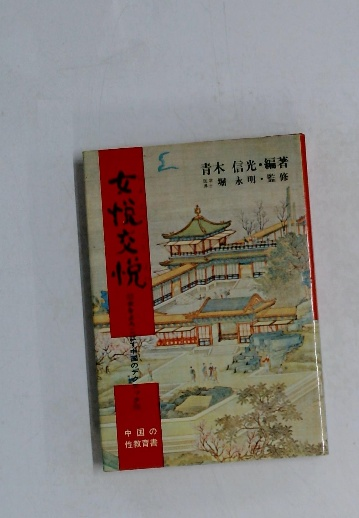 女悦交悦
青木 信光・編著
堀 永明・監修
中国の
性教育書